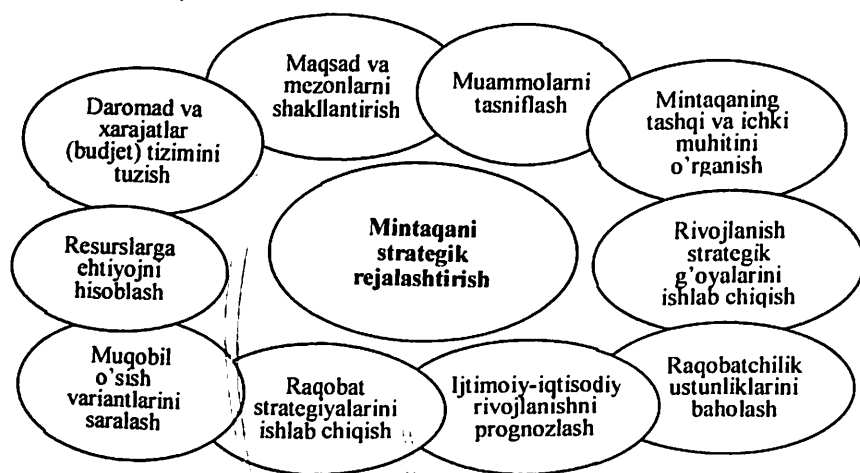 Maqsad va
mezonlarni
shakllantirish
Muammolarni
tasniflash
Mintaqaning
tashqi va ichki
muhitini
o'rganish
Rivojlanish
strategik
g'oyalarini
ishlab chiqish
Raqobatchilik
ustunliklarini
baholash
Ijtimoiy-iqtisodiy
rivojlanishni
prognozlash
Raqobat
strategiyalarini
ishlab chiqish
Muqobil
o'sish
variantlarini
saralash
Resurslarga
ehtiyojni
hisoblash
Daromad va
xarajatlar
(budjet) tizimini
tuzish
Mintaqani
strategik
rejalashtirish